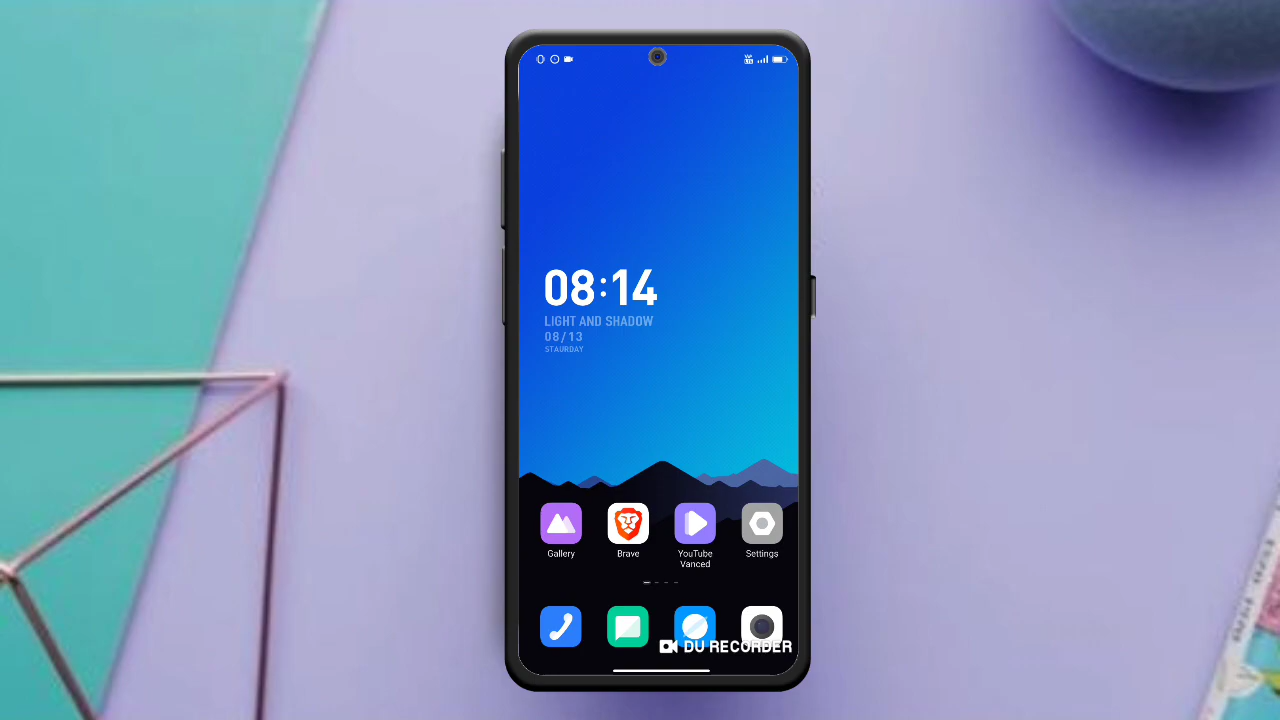 08:14
LIGHT AND SHADOW
08/13
STAURDAY
Gallery
Brave
YouTube
Vanced
Settings
DU RECORDER